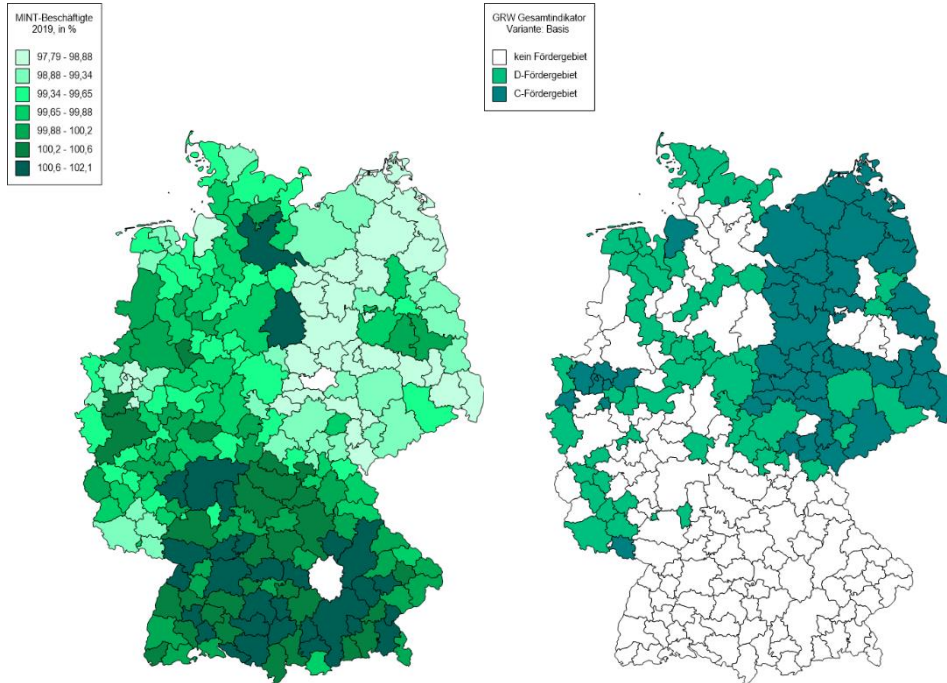 MINT-Beschäftigte
2019, in %
97,79 - 98,88
98,88 - 99,34
99,34 - 99,65
99,65 - 99,88
99,88 - 100,2
100,2 - 100,6
100,6 - 102,1
GRW Gesamtindikator
Variante: Basis
kein Fördergebiet
D-Fördergebiet
C-Fördergebiet